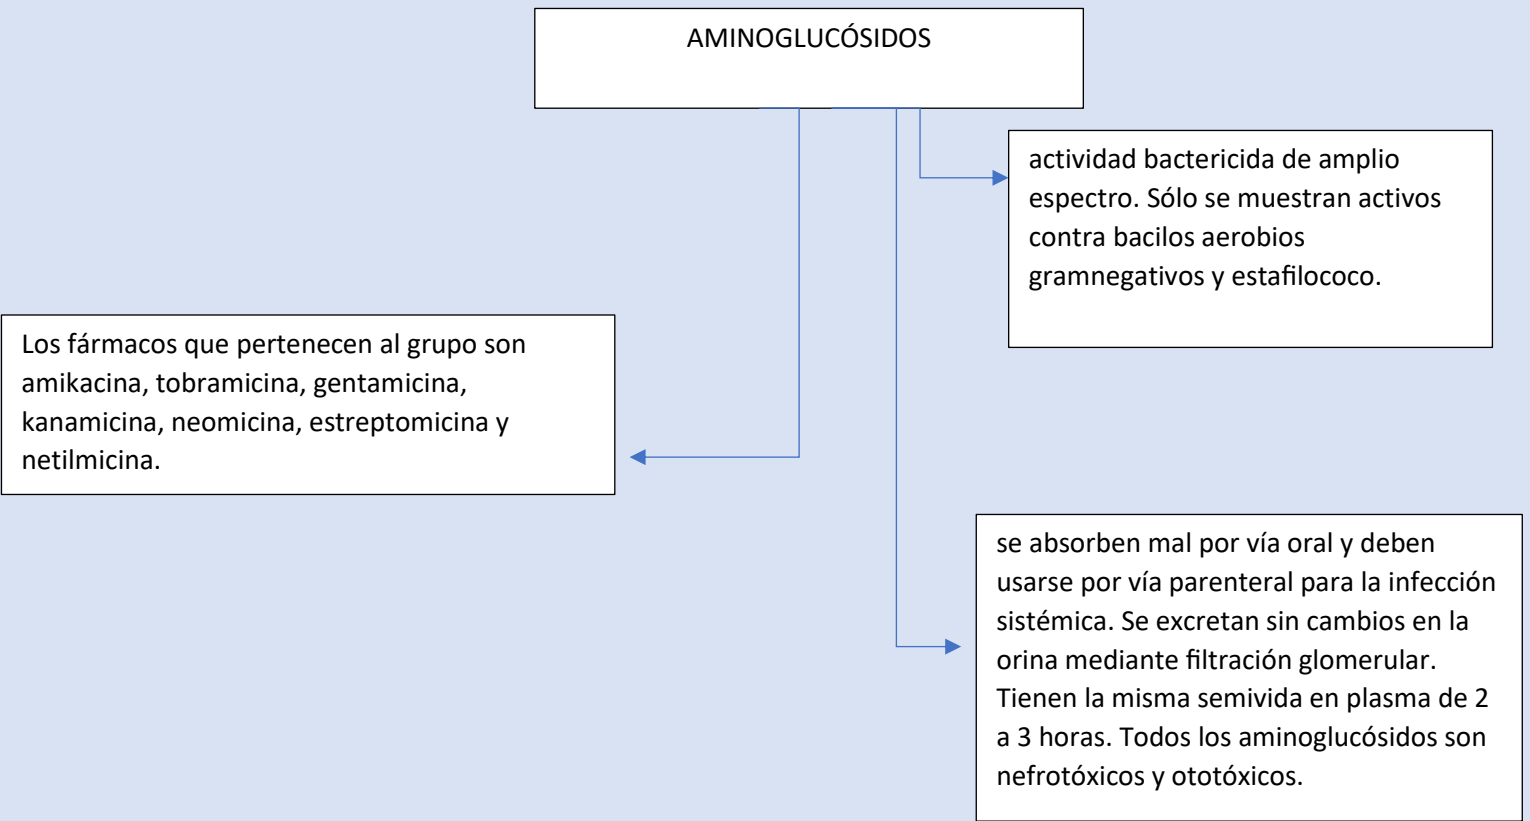 AMINOGLUCÓSIDOS
actividad bactericida de amplio
espectro. Sólo se muestran activos
contra bacilos aerobios
gramnegativos y estafilococo.
Los fármacos que pertenecen al grupo son
amikacina, tobramicina, gentamicina,
kanamicina, neomicina, estreptomicina y
netilmicina.
se absorben mal por vía oral y deben
usarse por vía parenteral para la infección
sistémica. Se excretan sin cambios en la
orina mediante filtración glomerular.
Tienen la misma semivida en plasma de 2
a 3 horas. Todos los aminoglucósidos son
nefrotóxicos y ototóxicos.